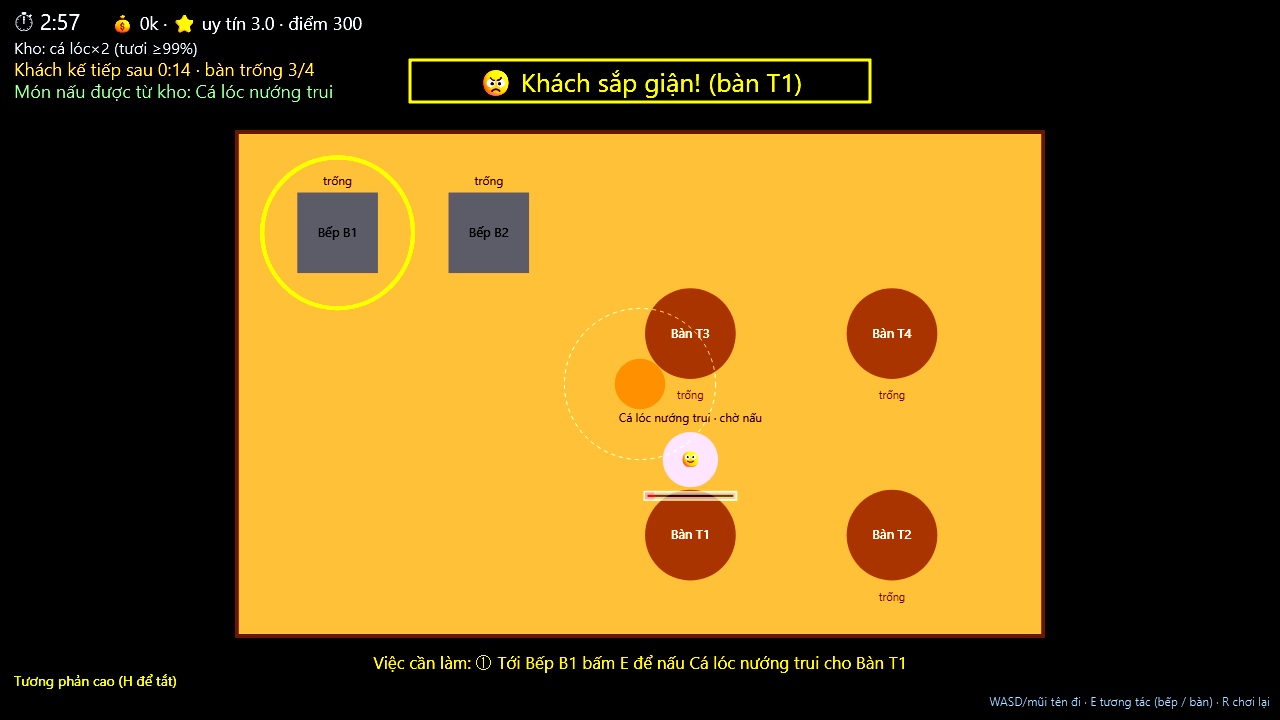 2:57 0k · uy tín 3.0 · điểm 300
Kho: cá lóc×2 (tươi ≥99%)
Khách kế tiếp sau 0:14 · bàn trống 3/4
Món nấu được từ kho: Cá lóc nướng trui
Khách sắp giận! (bàn T1)
trống
trống
Bếp B1
Bếp B2
Bàn T3
Bàn T4
trống
trống
Cá lóc nướng trui · chờ nấu
Bàn T1
Bàn T2
trống
Việc cần làm: ① Tới Bếp B1 bấm E để nấu Cá lóc nướng trui cho Bàn T1
Tương phản cao (H để tắt)
WASD/mũi tên đi · E tương tác (bếp / bàn) · R chơi lại